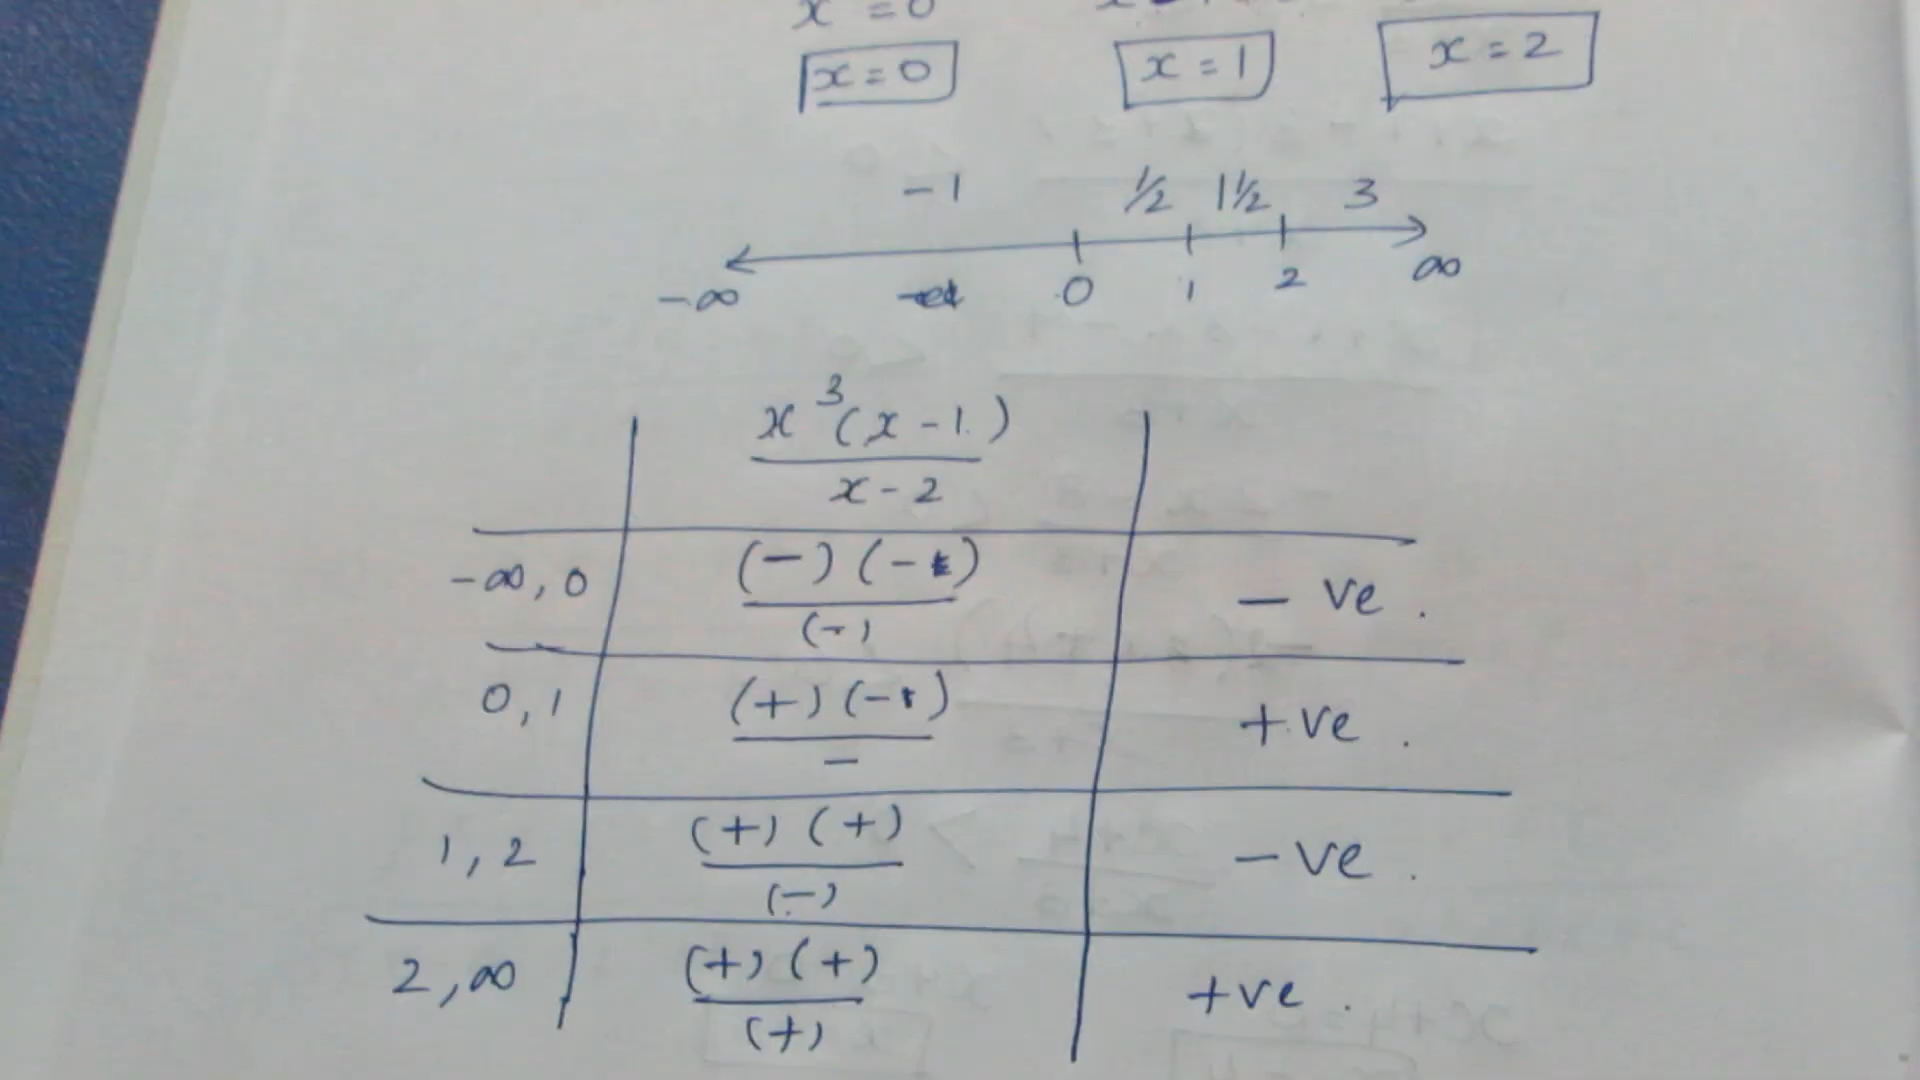 x = 0
x = 0 x = 1 x = 2
-1 ½ 1½ 3
-∞ 0 1 2 ∞
x³(x-1)
x-2
-∞, 0 (-)(-) - ve.
(-)
0, 1 (+)(-) +ve.
-
1, 2 (+)(+) -ve.
(-)
2, ∞ (+)(+) +ve.
(+)